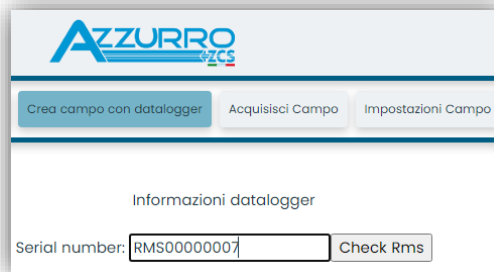 AZZURRO
ZCS
Crea campo con datalogger Acquisisci Campo Impostazioni Campo
Informazioni datalogger
Serial number: RMS00000007 Check Rms